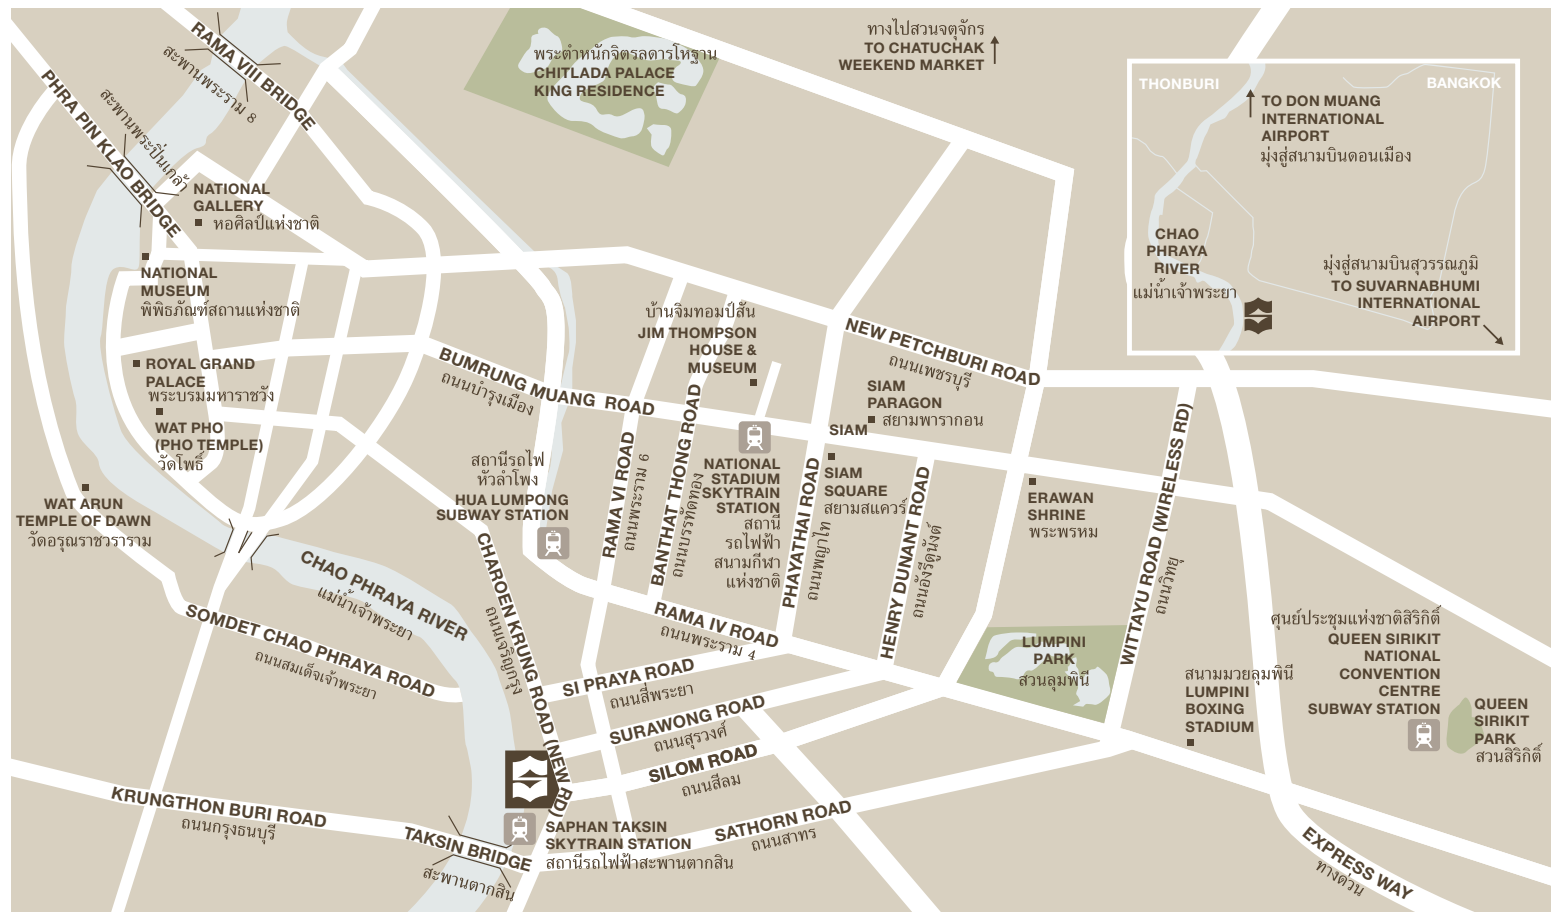 RAMA VIII BRIDGE
สะพานพระราม 8
PHRA PIN KLAO BRIDGE
สะพานพระปิ่นเกล้า
พระตำหนักจิตรลดารโหฐาน
CHITLADA PALACE
KING RESIDENCE
ทางไปสวนจตุจักร
TO CHATUCHAK
WEEKEND MARKET
THONBURI
BANGKOK
TO DON MUANG
INTERNATIONAL
AIRPORT
มุ่งสู่สนามบินดอนเมือง
CHAO
PHRAYA
RIVER
แม่น้ำเจ้าพระยา
มุ่งสู่สนามบินสุวรรณภูมิ
TO SUVARNABHUMI
INTERNATIONAL
AIRPORT
NATIONAL
GALLERY
หอศิลป์แห่งชาติ
NATIONAL
MUSEUM
พิพิธภัณฑ์สถานแห่งชาติ
ROYAL GRAND
PALACE
พระบรมมหาราชวัง
WAT PHO
(PHO TEMPLE)
วัดโพธิ์
WAT ARUN
TEMPLE OF DAWN
วัดอรุณราชวราราม
BUMRUNG MUANG ROAD
ถนนบำรุงเมือง
บ้านจิมทอมป์สัน
JIM THOMPSON
HOUSE &
MUSEUM
NEW PETCHBURI ROAD
ถนนเพชรบุรี
SIAM
PARAGON
สยามพารากอน
SIAM
SIAM
SQUARE
สยามสแควร์
สถานีรถไฟ
หัวลำโพง
HUA LUMPONG
SUBWAY STATION
RAMA VI ROAD
ถนนพระราม 6
BANTHAT THONG ROAD
ถนนบรรทัดทอง
NATIONAL
STADIUM
SKYTRAIN
STATION
สถานี
รถไฟฟ้า
สนามกีฬา
แห่งชาติ
PHAYATHAI ROAD
ถนนพญาไท
HENRY DUNANT ROAD
ถนนอังรีดูนังต์
ERAWAN
SHRINE
พระพรหม
WITTAYU ROAD (WIRELESS RD)
ถนนวิทยุ
CHAO PHRAYA RIVER
แม่น้ำเจ้าพระยา
SOMDET CHAO PHRAYA ROAD
ถนนสมเด็จเจ้าพระยา
CHAROEN KRUNG ROAD (NEW RD)
ถนนเจริญกรุง
RAMA IV ROAD
ถนนพระราม 4
SI PRAYA ROAD
ถนนสี่พระยา
SURAWONG ROAD
ถนนสุรวงศ์
SILOM ROAD
ถนนสีลม
SATHORN ROAD
ถนนสาทร
LUMPINI
PARK
สวนลุมพินี
สนามมวยลุมพินี
LUMPINI
BOXING
STADIUM
ศูนย์ประชุมแห่งชาติสิริกิติ์
QUEEN SIRIKIT
NATIONAL
CONVENTION
CENTRE
SUBWAY STATION
QUEEN
SIRIKIT
PARK
สวนสิริกิติ์
KRUNGTHON BURI ROAD
ถนนกรุงธนบุรี
TAKSIN BRIDGE
สะพานตากสิน
SAPHAN TAKSIN
SKYTRAIN STATION
สถานีรถไฟฟ้าสะพานตากสิน
EXPRESS WAY
ทางด่วน